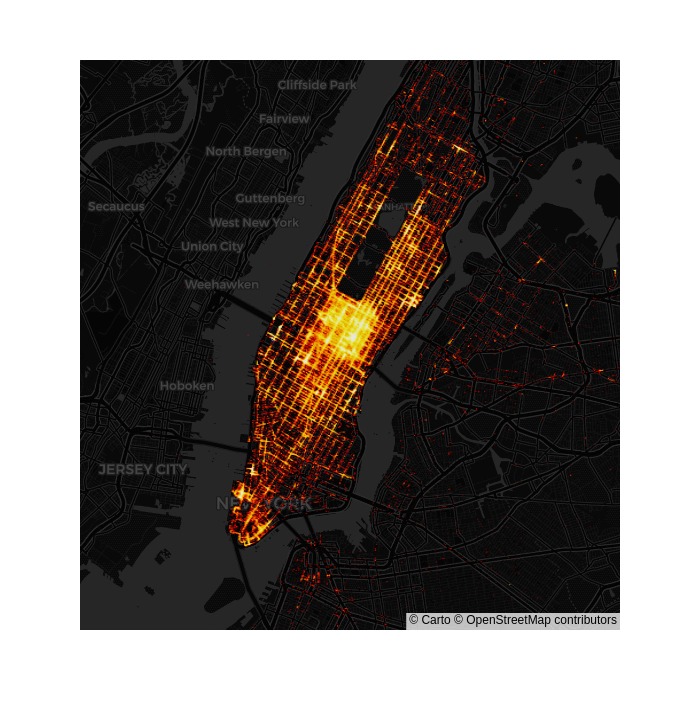 Cliffside Park
Fairview
North Bergen
Guttenberg
Secaucus
West New York
Union City
Weehawken
Hoboken
JERSEY CITY
NEW YORK
© Carto © OpenStreetMap contributors